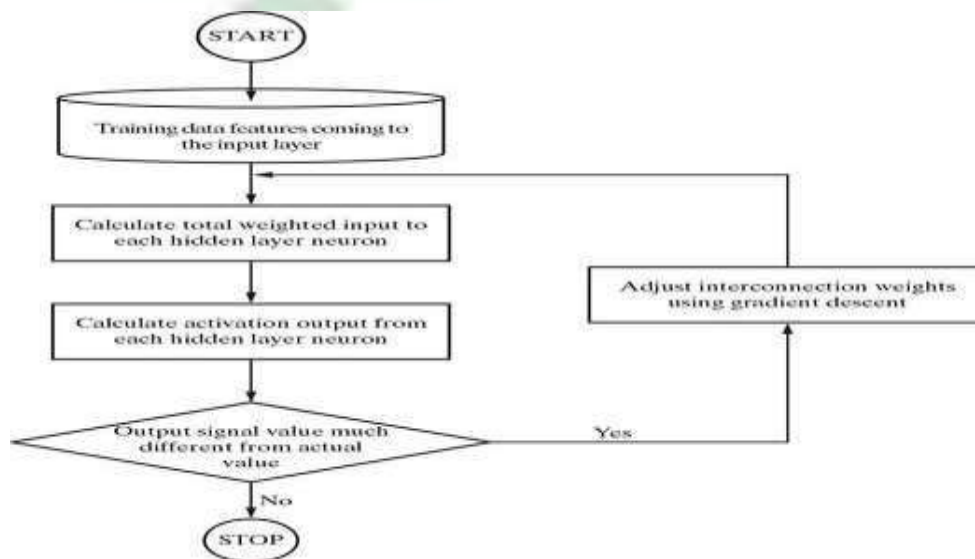 START
Training data features coming to
the input layer
Calculate total weighted input to
each hidden layer neuron
Adjust interconnection weights
using gradient descent
Calculate activation output from
each hidden layer neuron
Output signal value much
different from actual
value
Yes
No
STOP